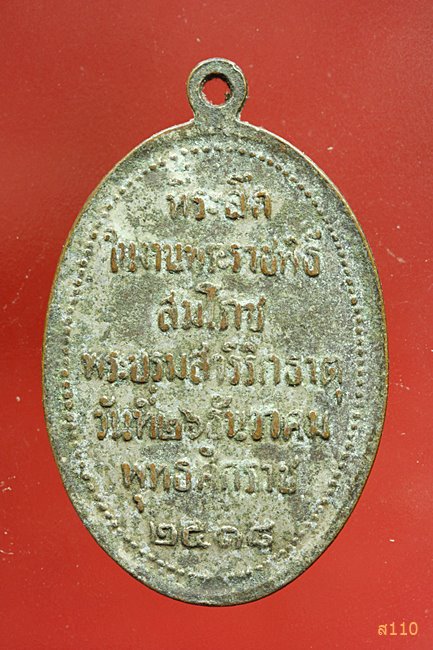 ที่ระลึก
ในงานพระราชพิธี
สมโภช
พระบรมสารีริกธาตุ
วันที่๒๖ธันวาคม
พุทธศักราช
๒๕๑๘
ส110